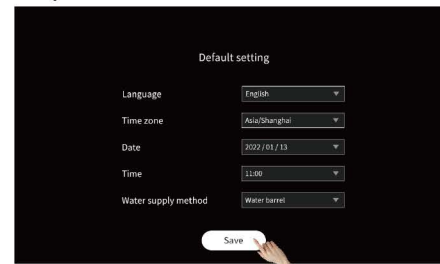 Default setting
Language English
Time zone Asia/Shanghai
Date 2022 / 01 / 13
Time 11:00
Water supply method Water barrel
Save